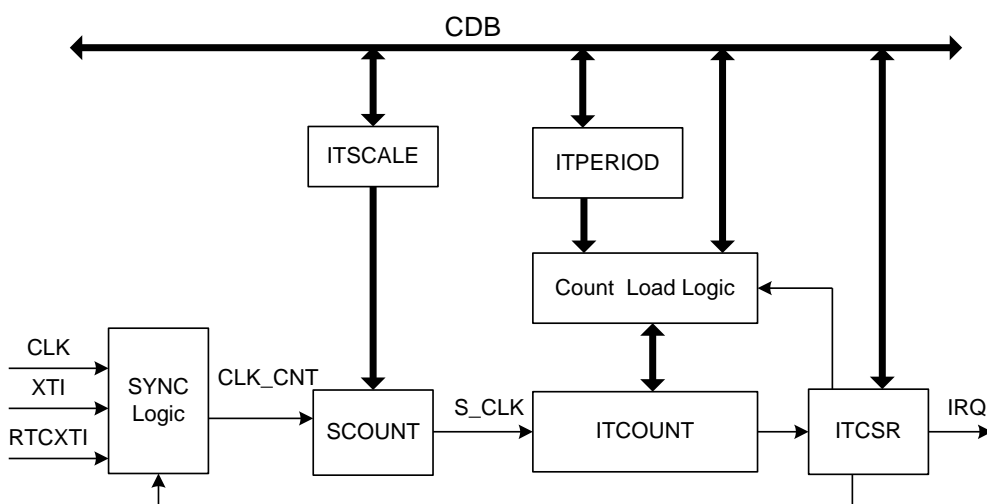 CDB
ITSCALE
ITPERIOD
Count Load Logic
CLK
XTI
RTCXTI
SYNC
Logic
CLK_CNT
SCOUNT
S_CLK
ITCOUNT
ITCSR
IRQ